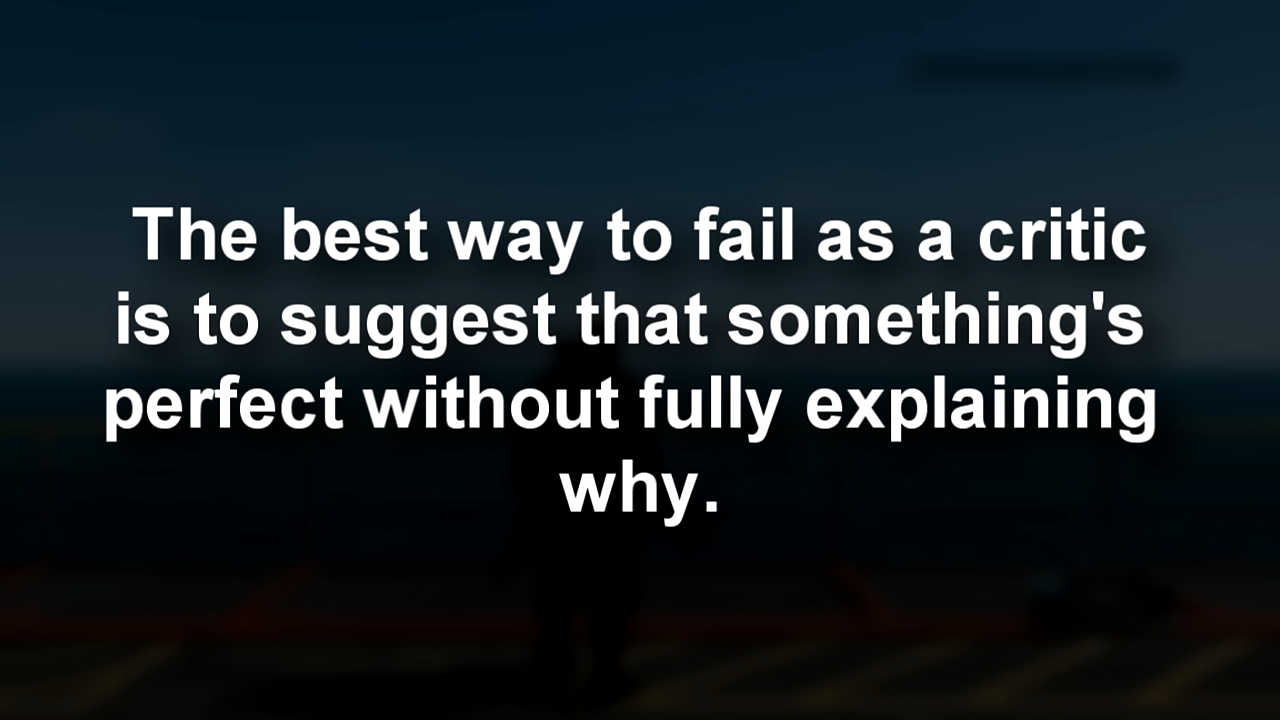 The best way to fail as a critic
is to suggest that something's
perfect without fully explaining
why.